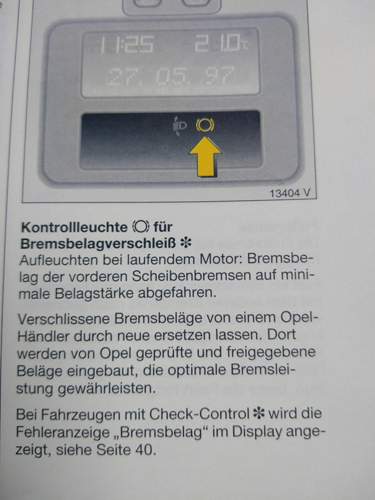 11:25 21.0°C
27. 05. 97
13404 V
Kontrollleuchte für
Bremsbelagverschleiß ✻
Aufleuchten bei laufendem Motor: Bremsbe-
lag der vorderen Scheibenbremsen auf mini-
male Belagstärke abgefahren.
Verschlissene Bremsbeläge von einem Opel-
Händler durch neue ersetzen lassen. Dort
werden von Opel geprüfte und freigegebene
Beläge eingebaut, die optimale Bremslei-
stung gewährleisten.
Bei Fahrzeugen mit Check-Control ✻ wird die
Fehleranzeige „Bremsbelag“ im Display ange-
zeigt, siehe Seite 40.